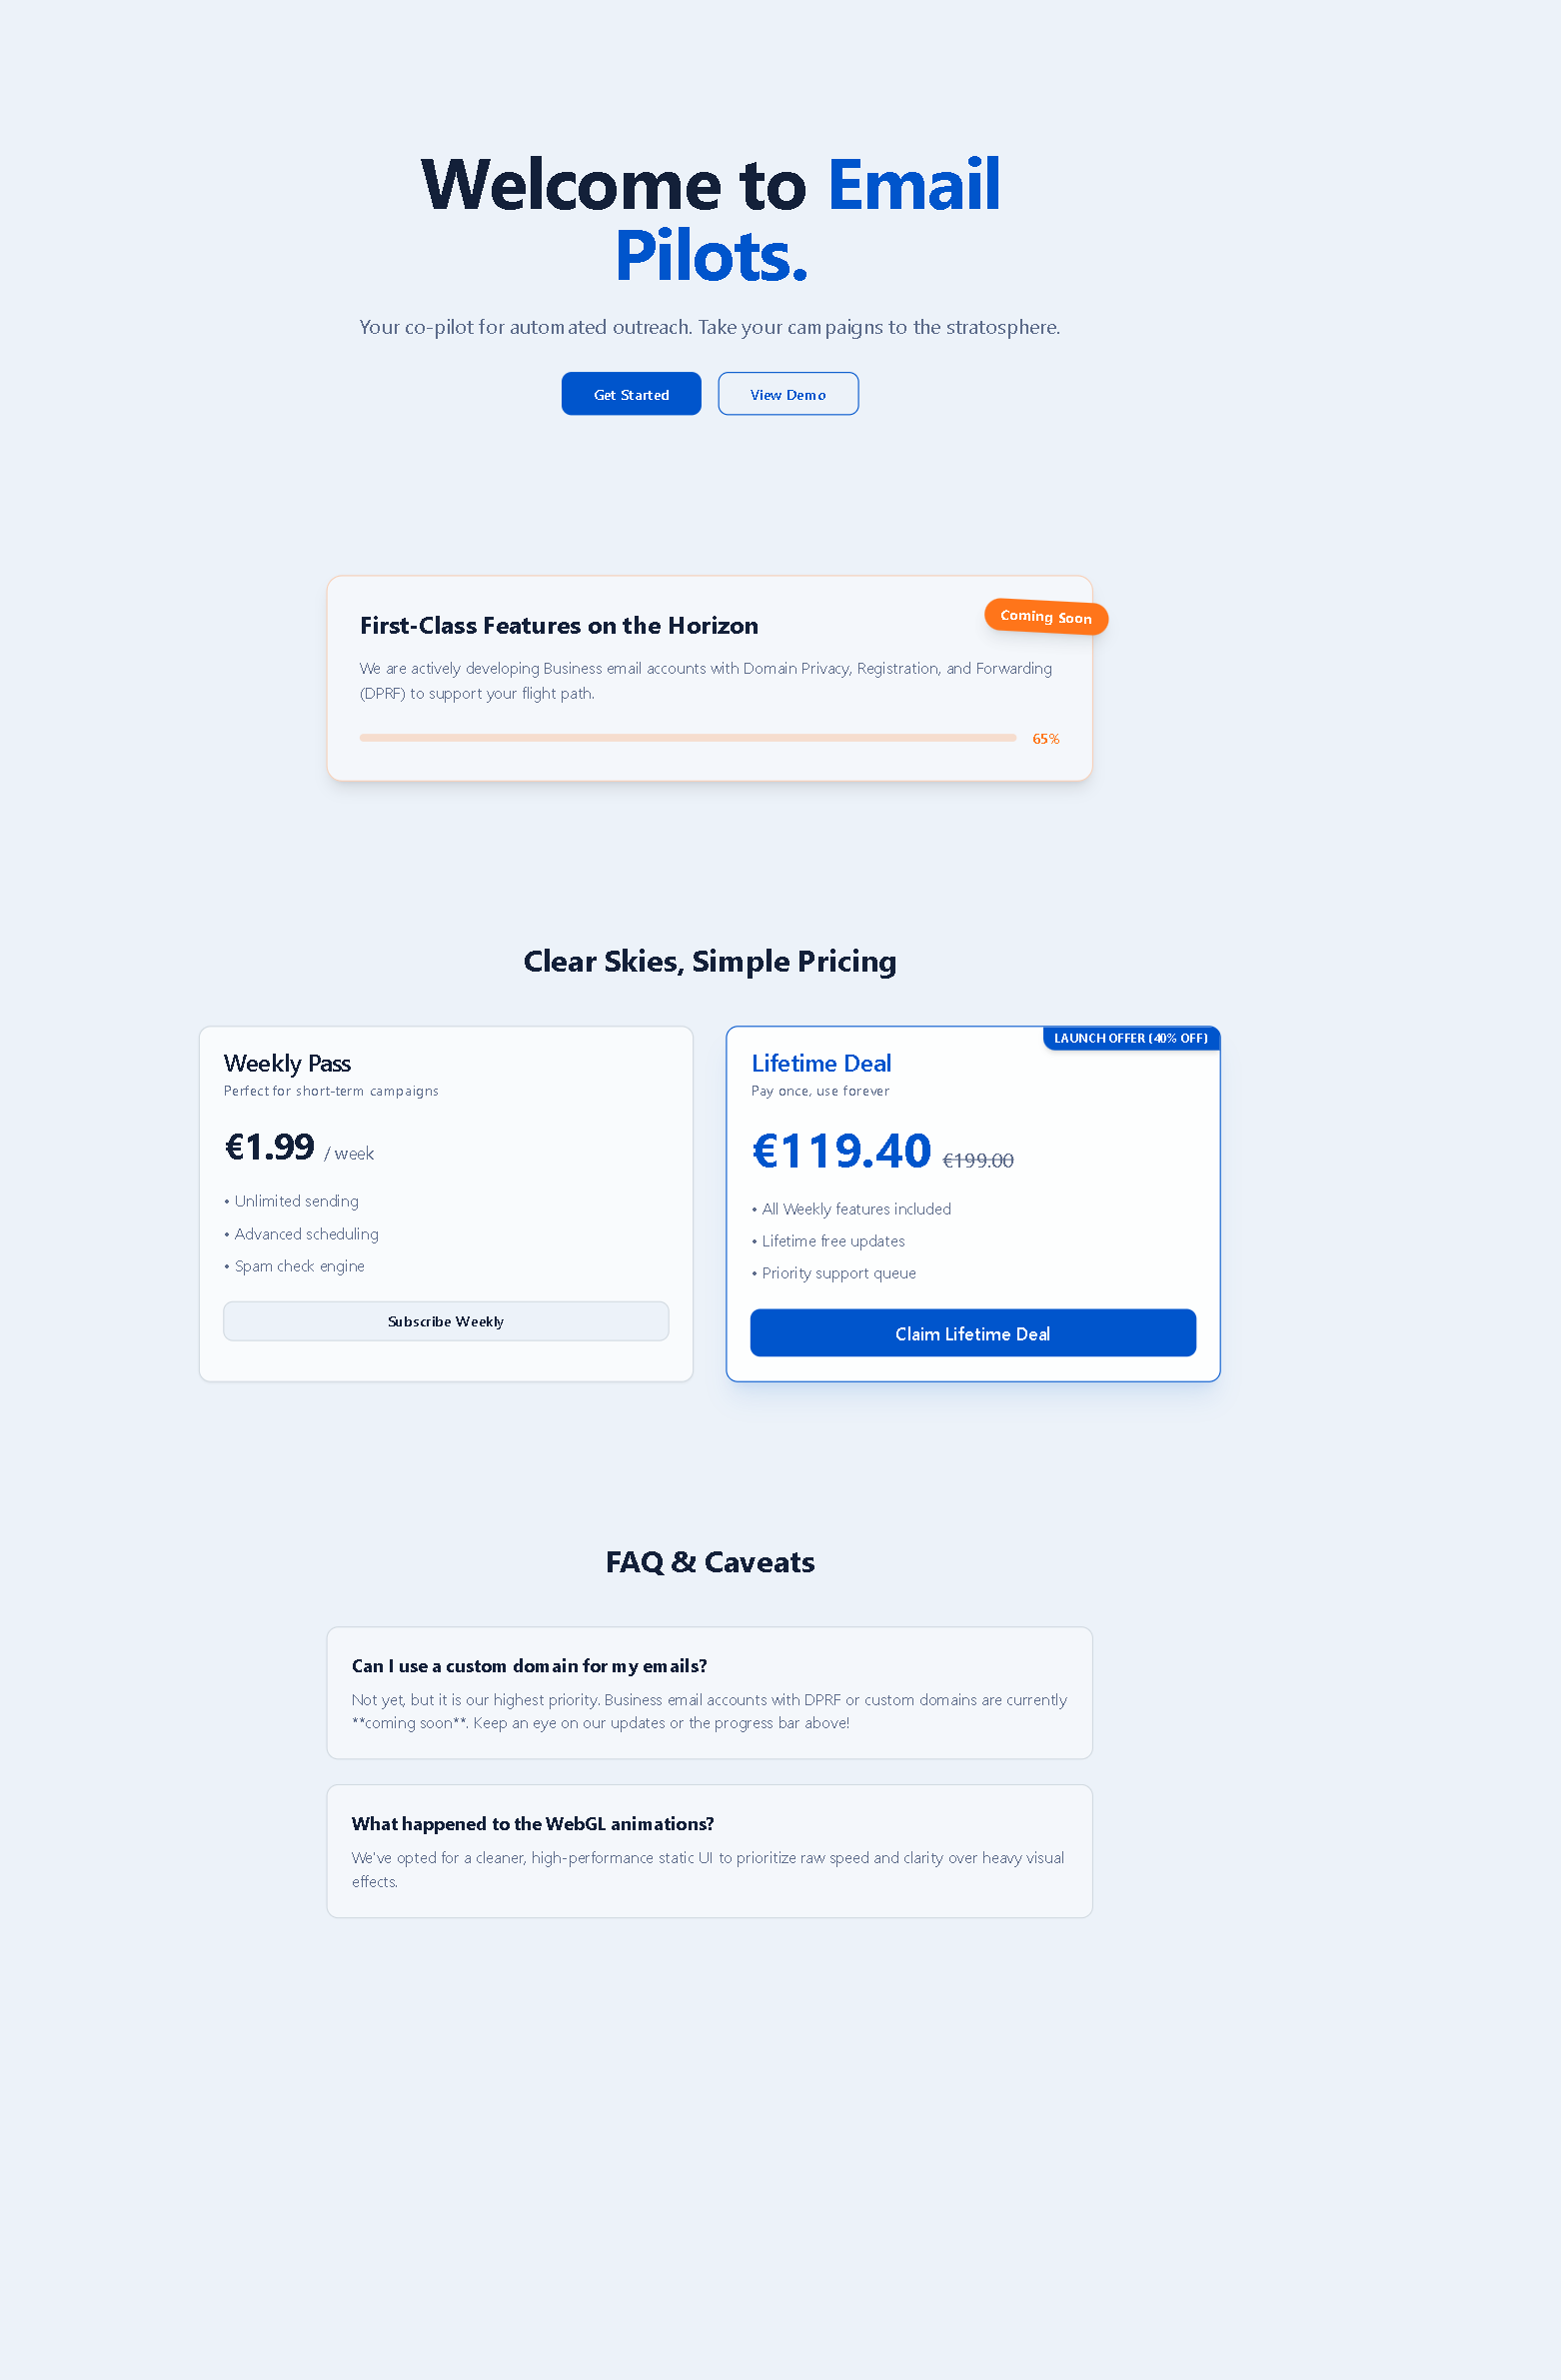 Welcome to Email
Pilots.
Your co-pilot for automated outreach. Take your campaigns to the stratosphere.
Get Started
View Demo
Coming Soon
First-Class Features on the Horizon
We are actively developing Business email accounts with Domain Privacy, Registration, and Forwarding
(DPRF) to support your flight path.
65%
Clear Skies, Simple Pricing
Weekly Pass
Perfect for short-term campaigns
€1.99 / week
• Unlimited sending
• Advanced scheduling
• Spam check engine
Subscribe Weekly
LAUNCH OFFER (40% OFF)
Lifetime Deal
Pay once, use forever
€119.40 €199.00
• All Weekly features included
• Lifetime free updates
• Priority support queue
Claim Lifetime Deal
FAQ & Caveats
Can I use a custom domain for my emails?
Not yet, but it is our highest priority. Business email accounts with DPRF or custom domains are currently
**coming soon**. Keep an eye on our updates or the progress bar above!
What happened to the WebGL animations?
We've opted for a cleaner, high-performance static UI to prioritize raw speed and clarity over heavy visual
effects.